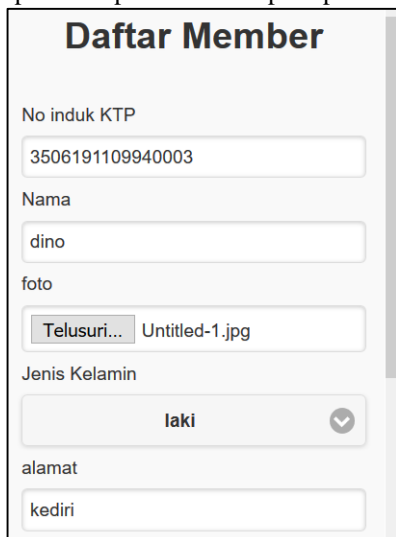 Daftar Member
No induk KTP
3506191109940003
Nama
dino
foto
Telusuri... Untitled-1.jpg
Jenis Kelamin
laki
alamat
kediri